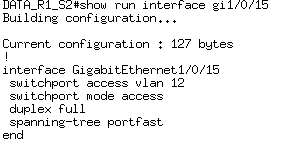 DATA_R1_S2#show run interface gi1/0/15
Building configuration...
Current configuration : 127 bytes
!
interface GigabitEthernet1/0/15
switchport access vlan 12
switchport mode access
duplex full
spanning-tree portfast
end